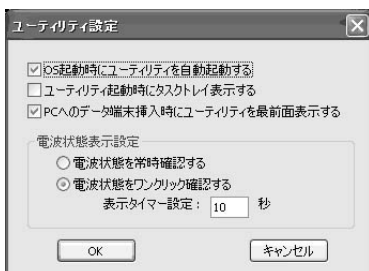 ユーティリティ設定
OS起動時にユーティリティを自動起動する
ユーティリティ起動時にタスクトレイ表示する
PCへのデータ端末挿入時にユーティリティを最前面表示する
電波状態表示設定
電波状態を常時確認する
電波状態をワンクリック確認する
表示タイマー設定： 10 秒
OK キャンセル